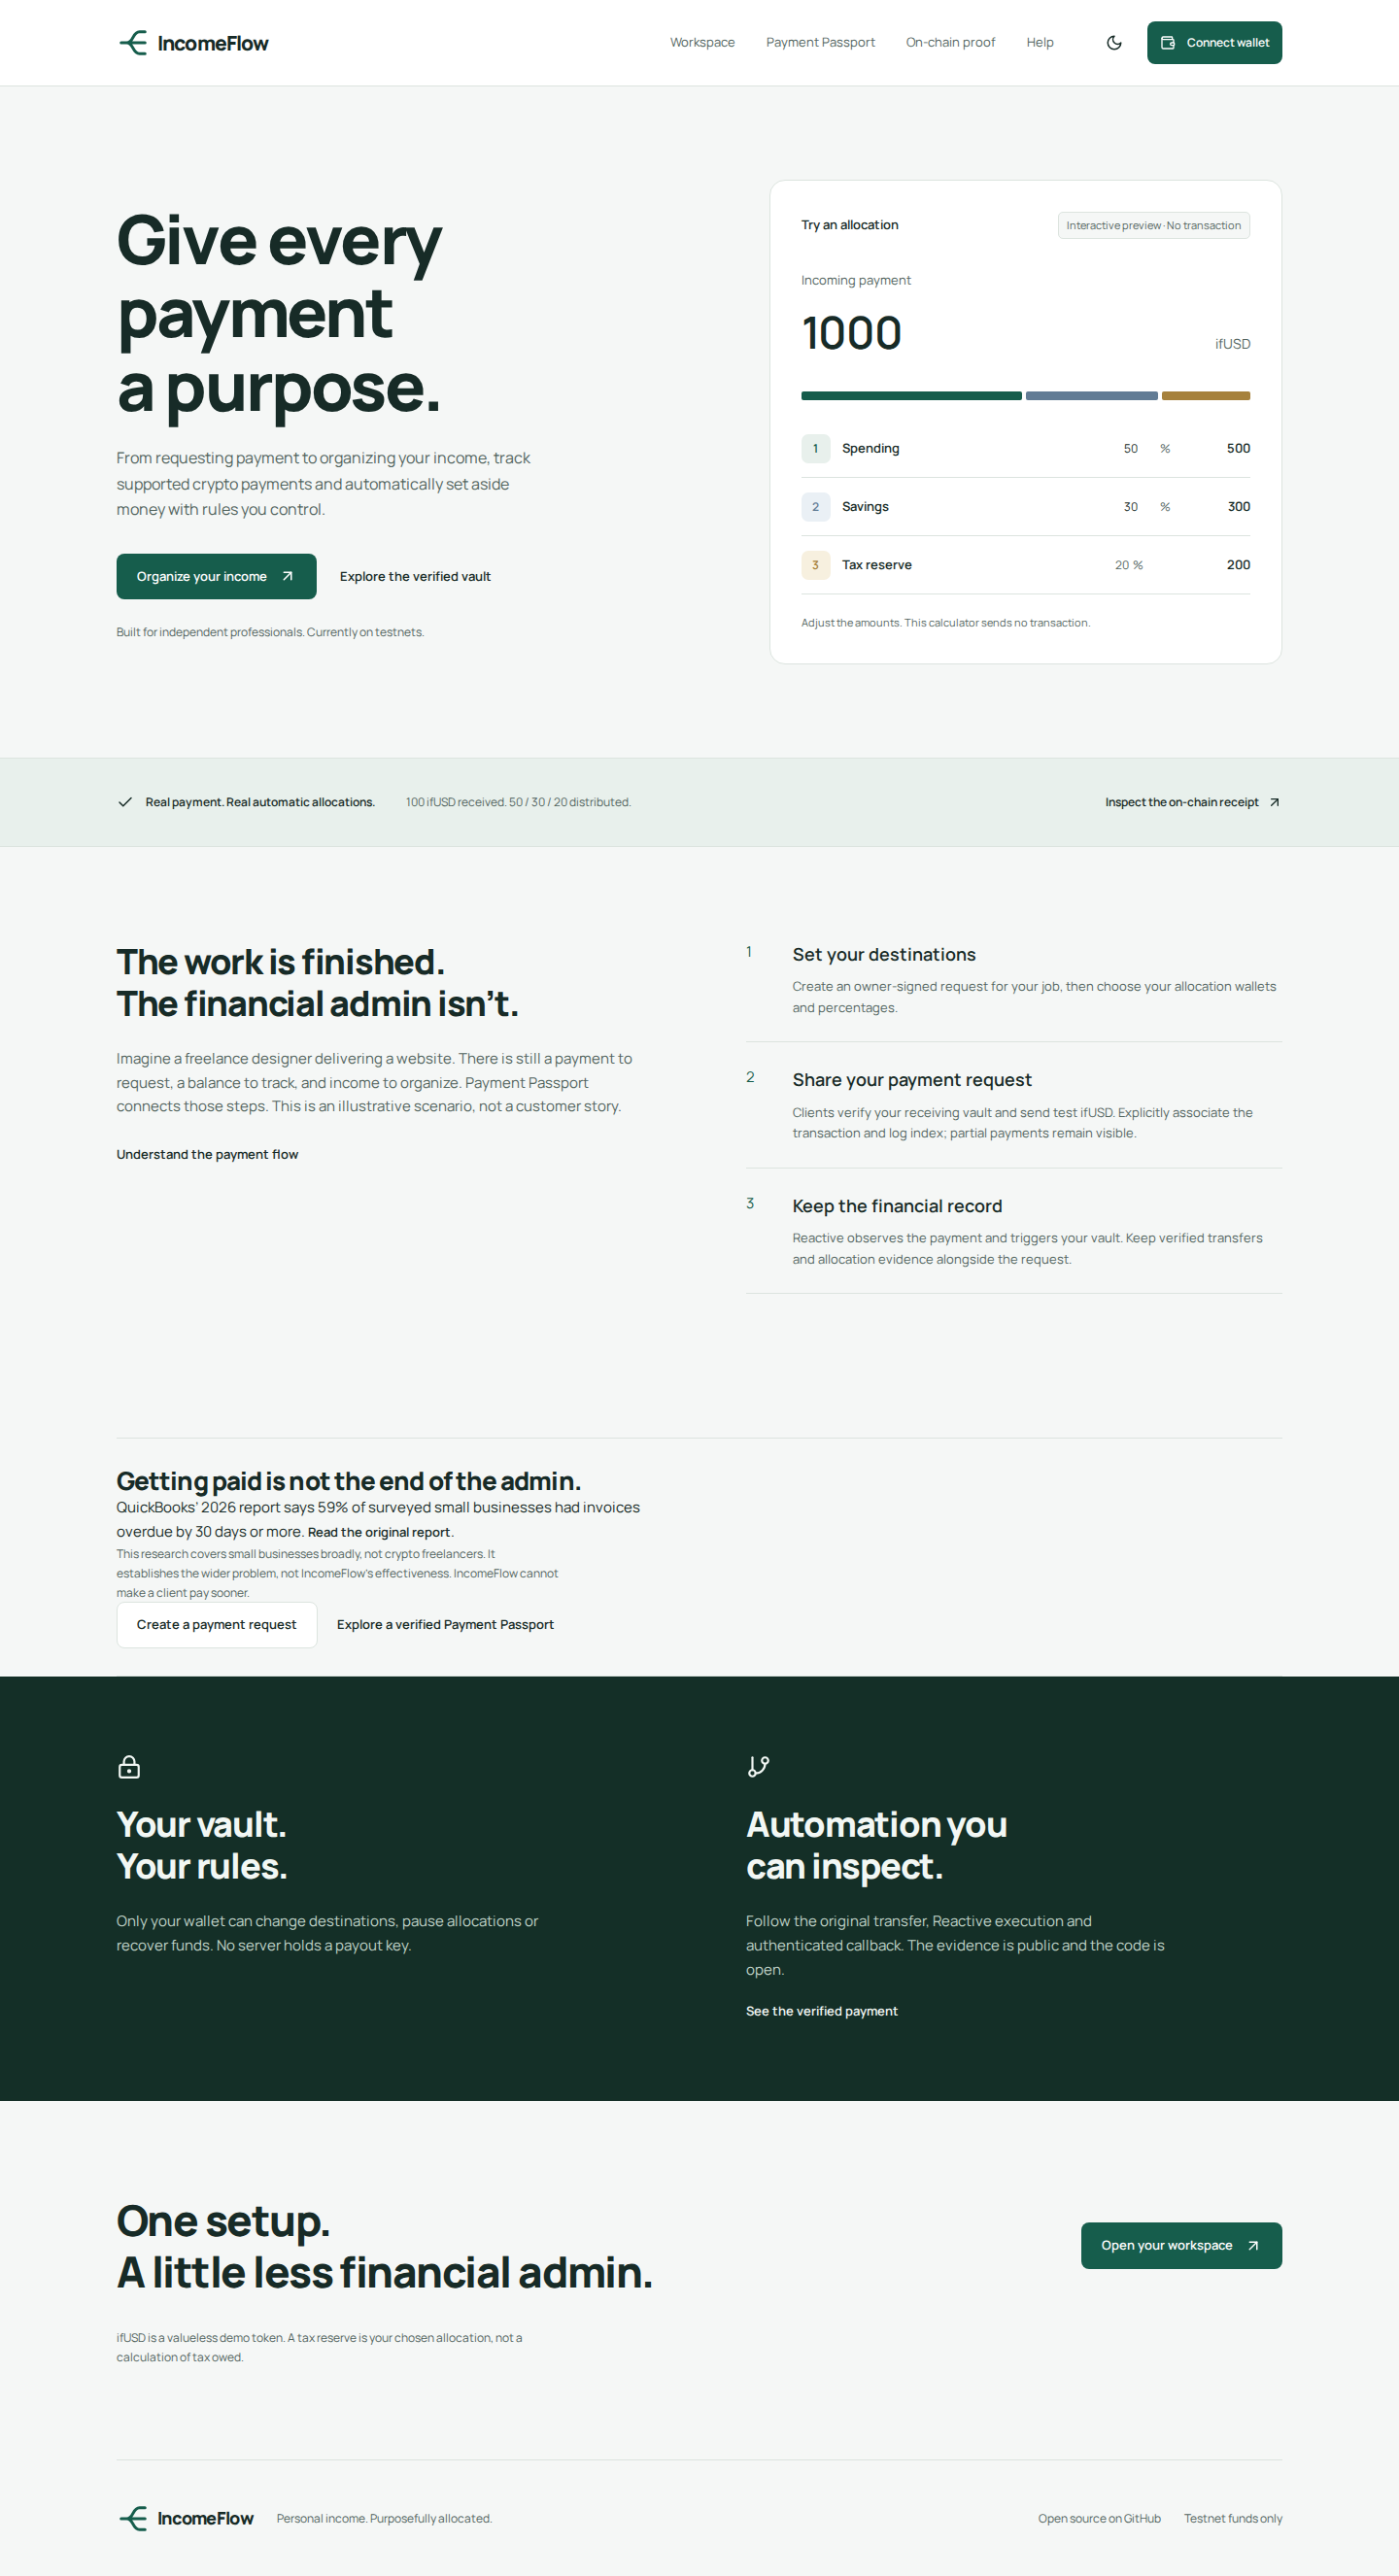 IncomeFlow
Workspace
Payment Passport
On-chain proof
Help
Connect wallet
Give every
payment
a purpose.
From requesting payment to organizing your income, track
supported crypto payments and automatically set aside
money with rules you control.
Organize your income
Explore the verified vault
Built for independent professionals. Currently on testnets.
Try an allocation
Interactive preview · No transaction
Incoming payment
1000
ifUSD
1 Spending 50 % 500
2 Savings 30 % 300
3 Tax reserve 20 % 200
Adjust the amounts. This calculator sends no transaction.
Real payment. Real automatic allocations.
100 ifUSD received. 50 / 30 / 20 distributed.
Inspect the on-chain receipt
The work is finished.
The financial admin isn’t.
Imagine a freelance designer delivering a website. There is still a payment to
request, a balance to track, and income to organize. Payment Passport
connects those steps. This is an illustrative scenario, not a customer story.
Understand the payment flow
1 Set your destinations
Create an owner-signed request for your job, then choose your allocation wallets
and percentages.
2 Share your payment request
Clients verify your receiving vault and send test ifUSD. Explicitly associate the
transaction and log index; partial payments remain visible.
3 Keep the financial record
Reactive observes the payment and triggers your vault. Keep verified transfers
and allocation evidence alongside the request.
Getting paid is not the end of the admin.
QuickBooks’ 2026 report says 59% of surveyed small businesses had invoices
overdue by 30 days or more. Read the original report.
This research covers small businesses broadly, not crypto freelancers. It
establishes the wider problem, not IncomeFlow’s effectiveness. IncomeFlow cannot
make a client pay sooner.
Create a payment request
Explore a verified Payment Passport
Your vault.
Your rules.
Only your wallet can change destinations, pause allocations or
recover funds. No server holds a payout key.
Automation you
can inspect.
Follow the original transfer, Reactive execution and
authenticated callback. The evidence is public and the code is
open.
See the verified payment
One setup.
A little less financial admin.
Open your workspace
ifUSD is a valueless demo token. A tax reserve is your chosen allocation, not a
calculation of tax owed.
IncomeFlow
Personal income. Purposefully allocated.
Open source on GitHub
Testnet funds only